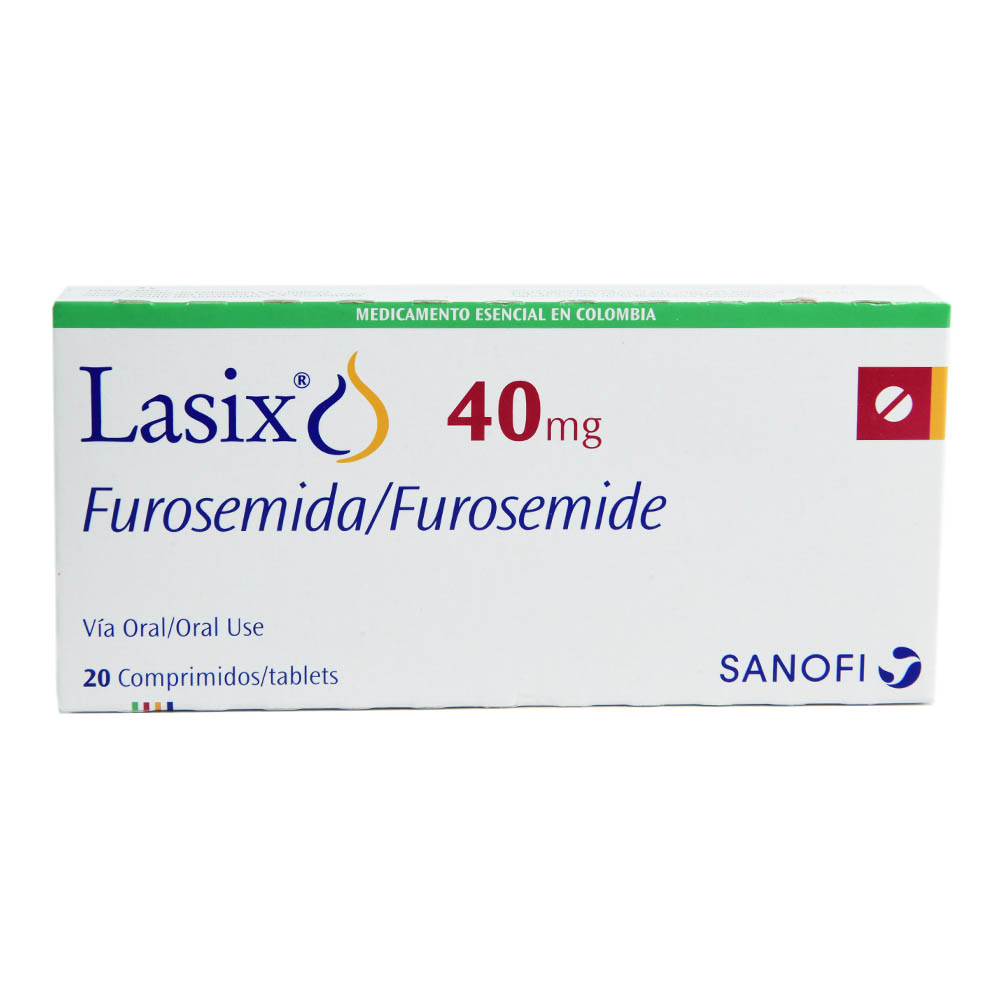 MEDICAMENTO ESENCIAL EN COLOMBIA
Lasix® 40mg
Furosemida/Furosemide
Vía Oral/Oral Use
20 Comprimidos/tablets
SANOFI